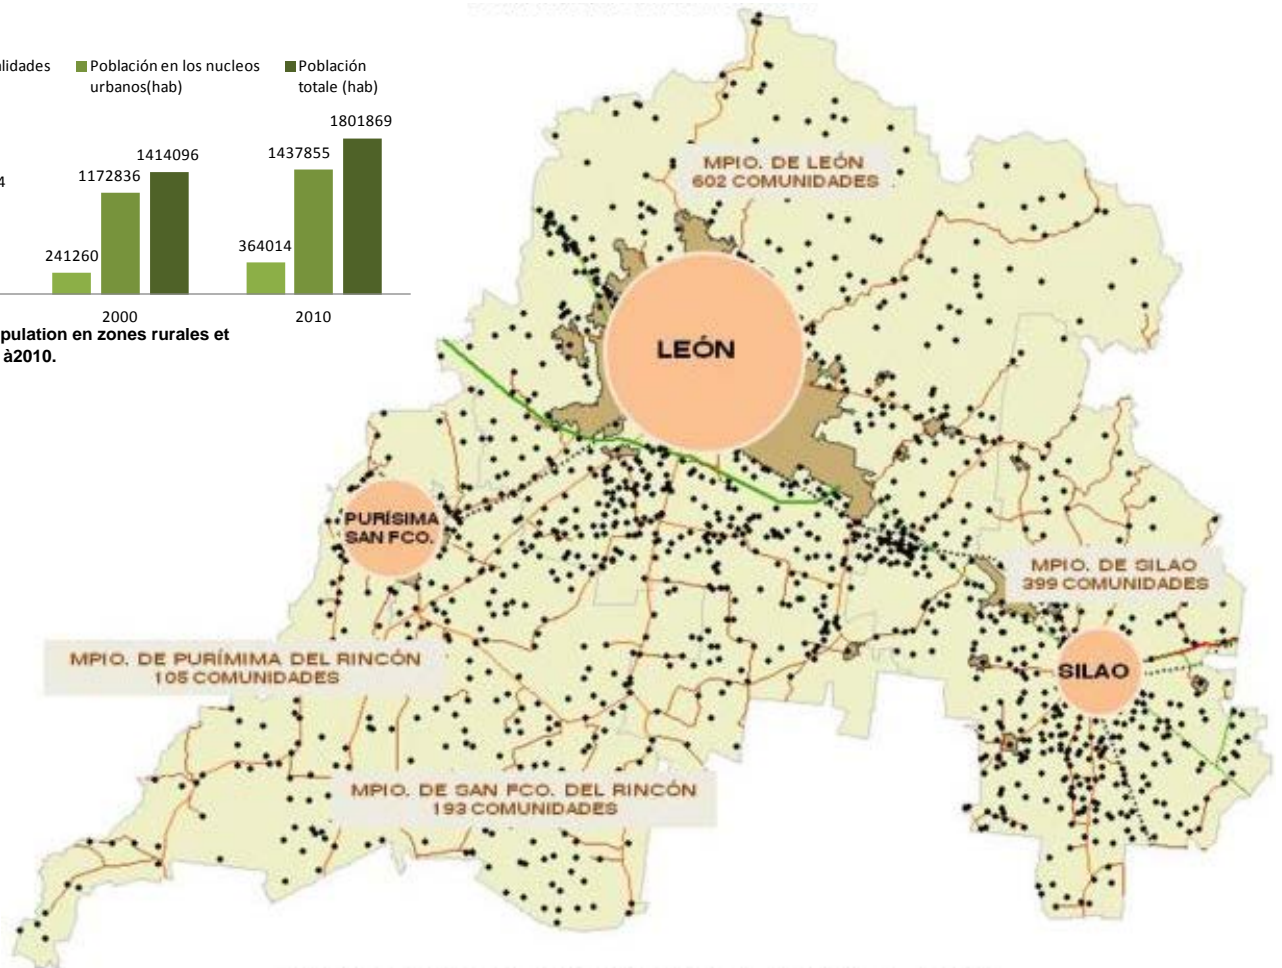 alidades
Población en los nucleos
urbanos(hab)
Población
totale (hab)
4
241260
1172836
1414096
364014
1437855
1801869
2000
2010
pulation en zones rurales et
à2010.
MPIO. DE LEÓN
602 COMUNIDADES
LEÓN
PURÍSIMA
SAN FCO.
MPIO. DE SILAO
399 COMUNIDADES
SILAO
MPIO. DE PURÍMIMA DEL RINCÓN
105 COMUNIDADES
MPIO. DE SAN FCO. DEL RINCÓN
193 COMUNIDADES